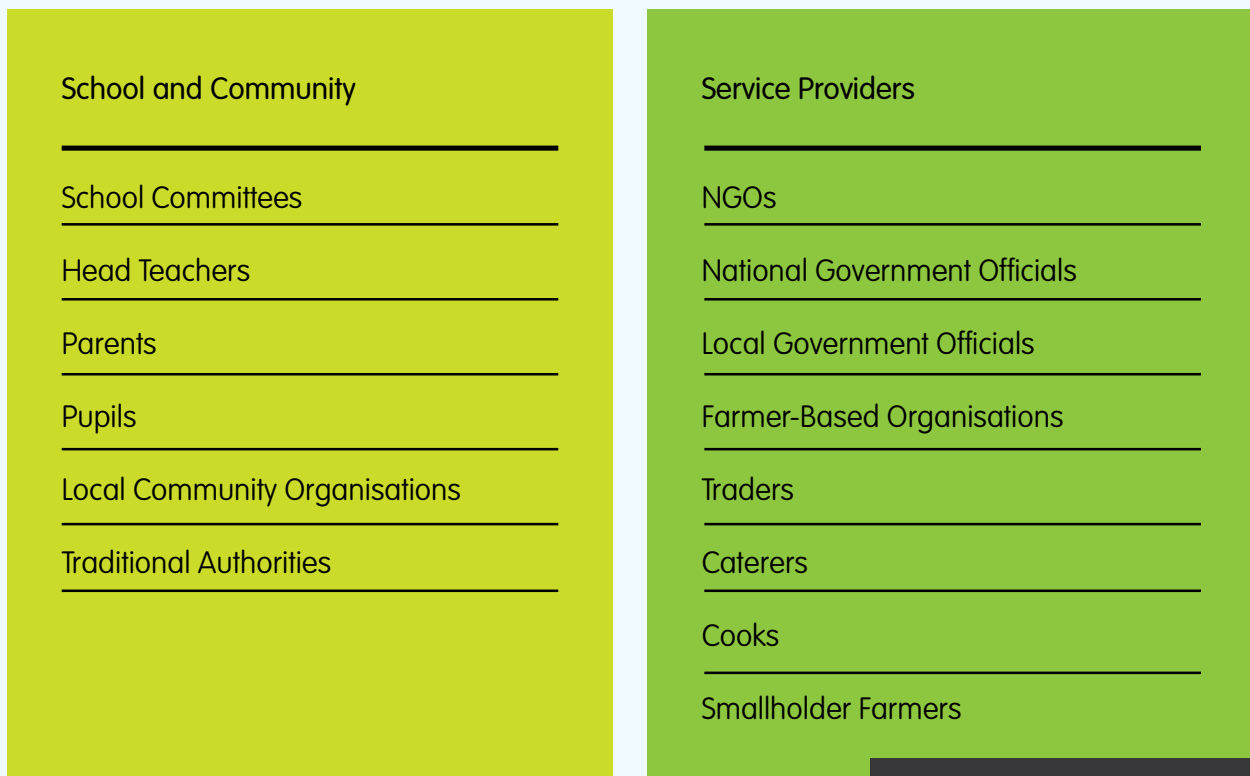 School and Community
School Committees
Head Teachers
Parents
Pupils
Local Community Organisations
Traditional Authorities
Service Providers
NGOs
National Government Officials
Local Government Officials
Farmer-Based Organisations
Traders
Caterers
Cooks
Smallholder Farmers